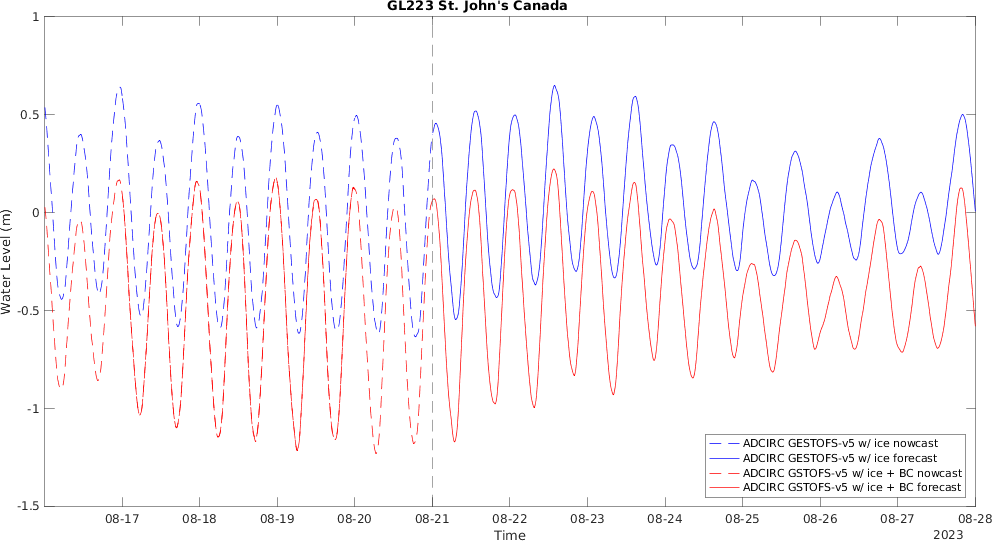 GL223 St. John's Canada
1
0.5
0
-0.5
-1
-1.5
Water Level (m)
ADCIRC GESTOFS-v5 w/ ice nowcast
ADCIRC GESTOFS-v5 w/ ice forecast
ADCIRC GSTOFS-v5 w/ ice + BC nowcast
ADCIRC GSTOFS-v5 w/ ice + BC forecast
08-17 08-18 08-19 08-20 08-21 08-22 08-23 08-24 08-25 08-26 08-27 08-28
Time
2023